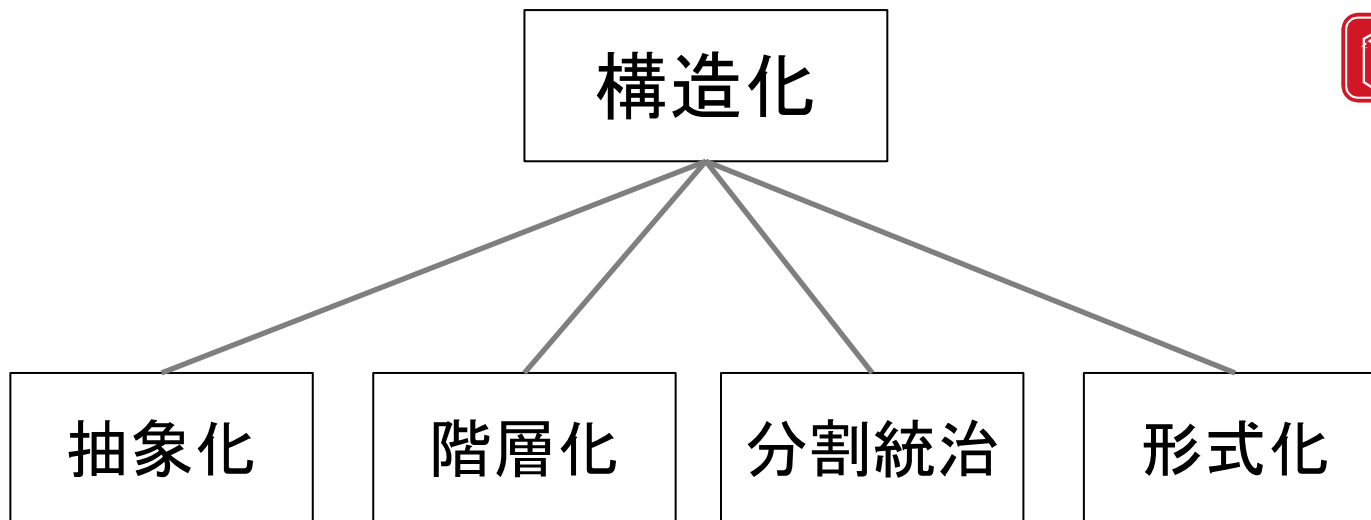 構造化
抽象化
階層化
分割統治
形式化